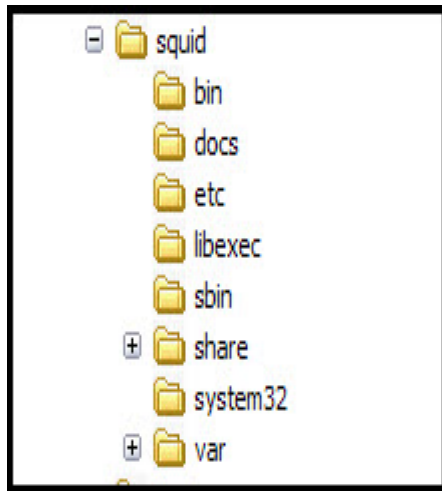 squid
bin
docs
etc
libexec
sbin
share
system32
var